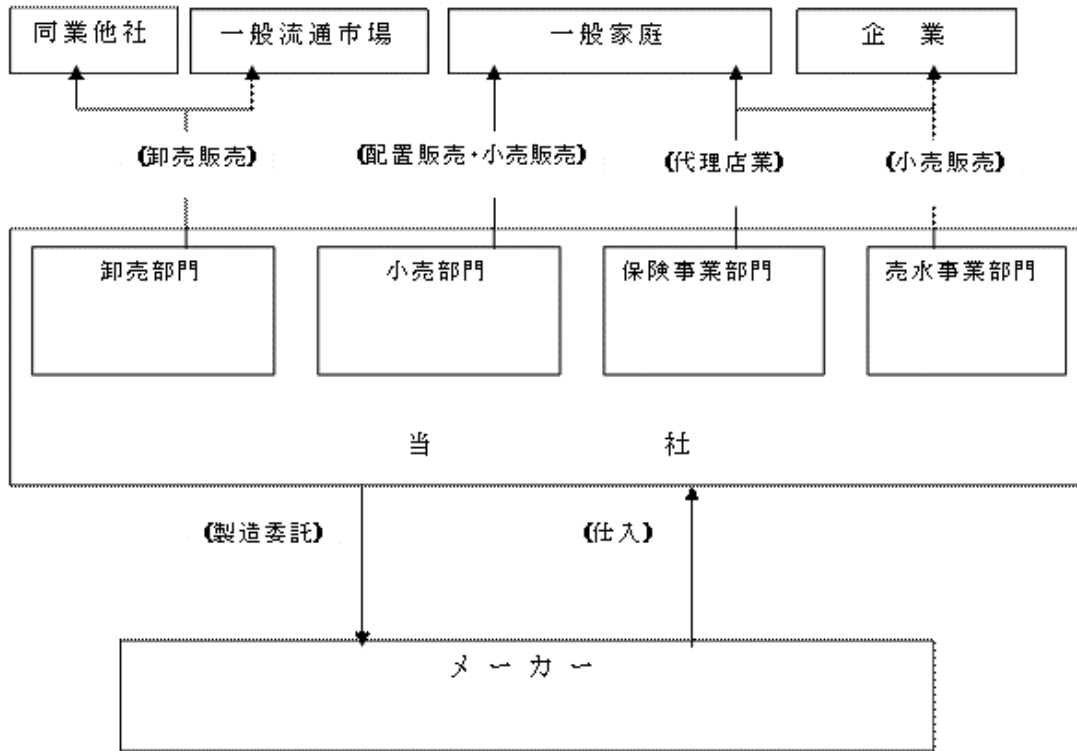 同業他社
一般流通市場
一般家庭
企 業
(卸売販売)
(配置販売・小売販売)
(代理店業)
(小売販売)
卸売部門
小売部門
保険事業部門
売水事業部門
当 社
(製造委託)
(仕入)
メーカー